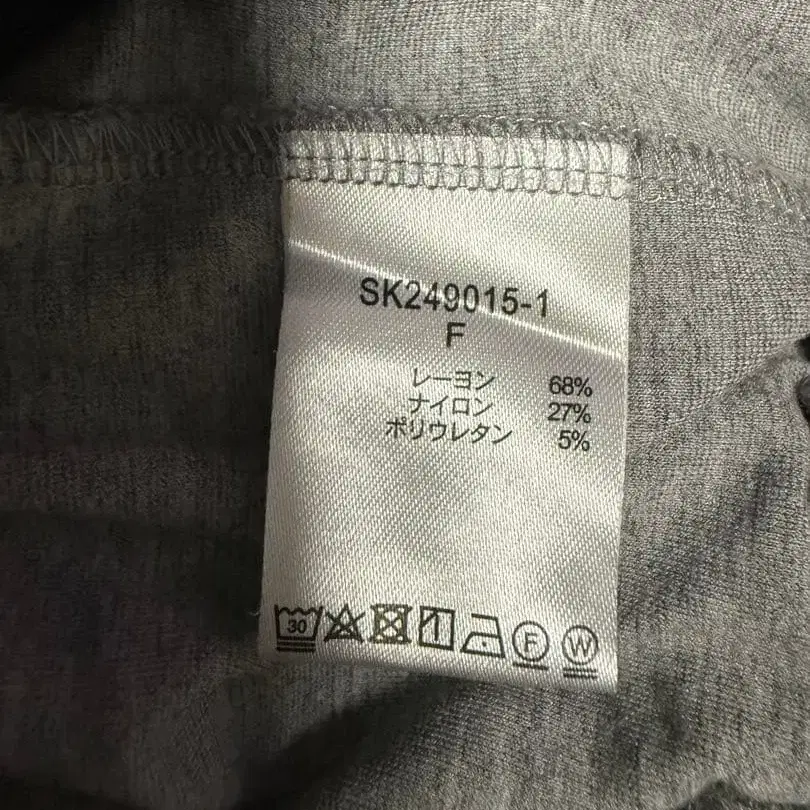 SK249015-1
F
レーヨン 68%
ナイロン 27%
ポリウレタン 5%
30 F W